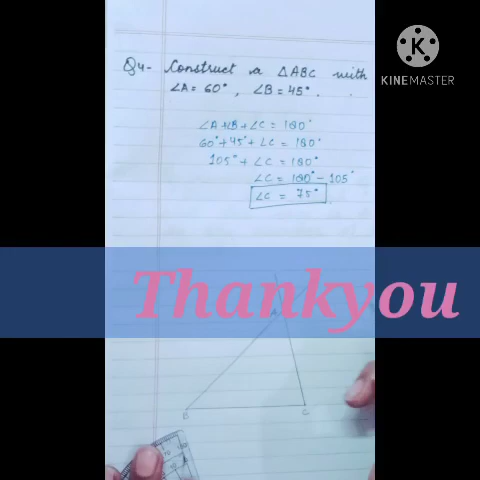 KINEMASTER
Q4- Construct a △ABC with
∠A = 60°, ∠B = 45°.
∠A+∠B+∠C = 180°
60°+45°+∠C = 180°
105° + ∠C = 180°
∠C = 180° - 105°
∠C = 75°
Thankyou
A
B
C